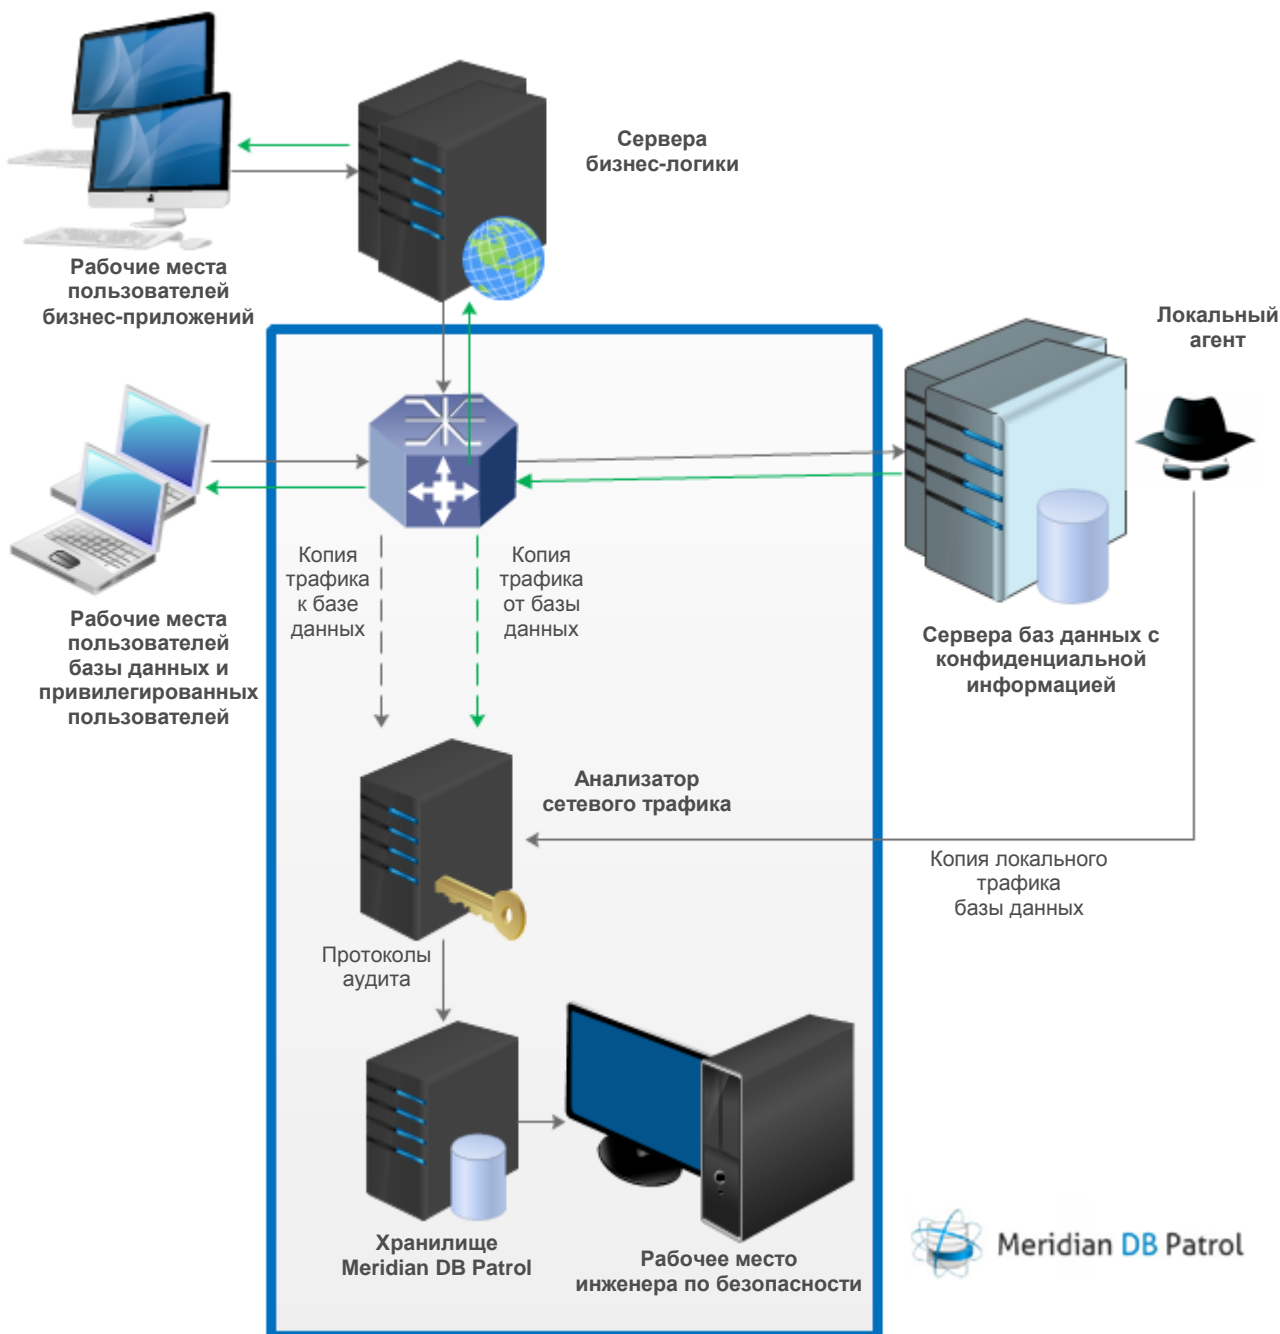 Сервера
бизнес-логики
Рабочие места
пользователей
бизнес-приложений
Локальный
агент
Рабочие места
пользователей
базы данных и
привилегированных
пользователей
Копия
трафика
к базе
данных
Копия
трафика
от базы
данных
Сервера баз данных с
конфиденциальной
информацией
Анализатор
сетевого трафика
Копия локального
трафика
базы данных
Протоколы
аудита
Хранилище
Meridian DB Patrol
Рабочее место
инженера по безопасности
Meridian DB Patrol